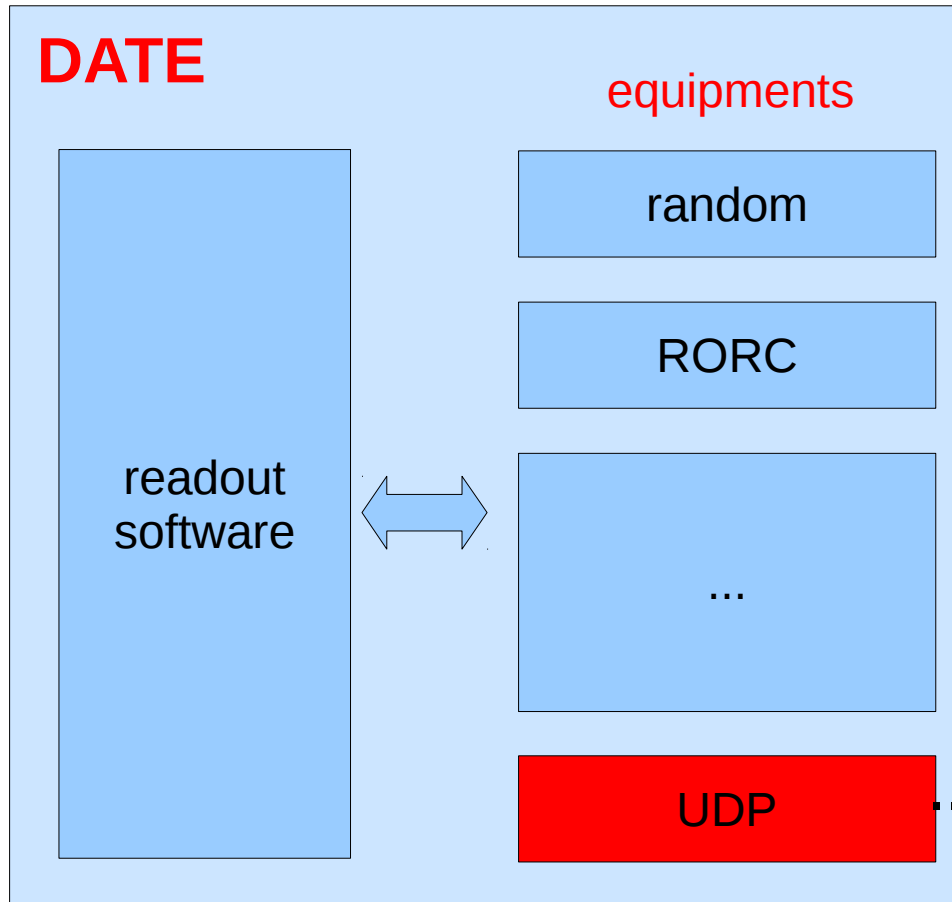 DATE
equipments
random
RORC
readout
software
...
UDP